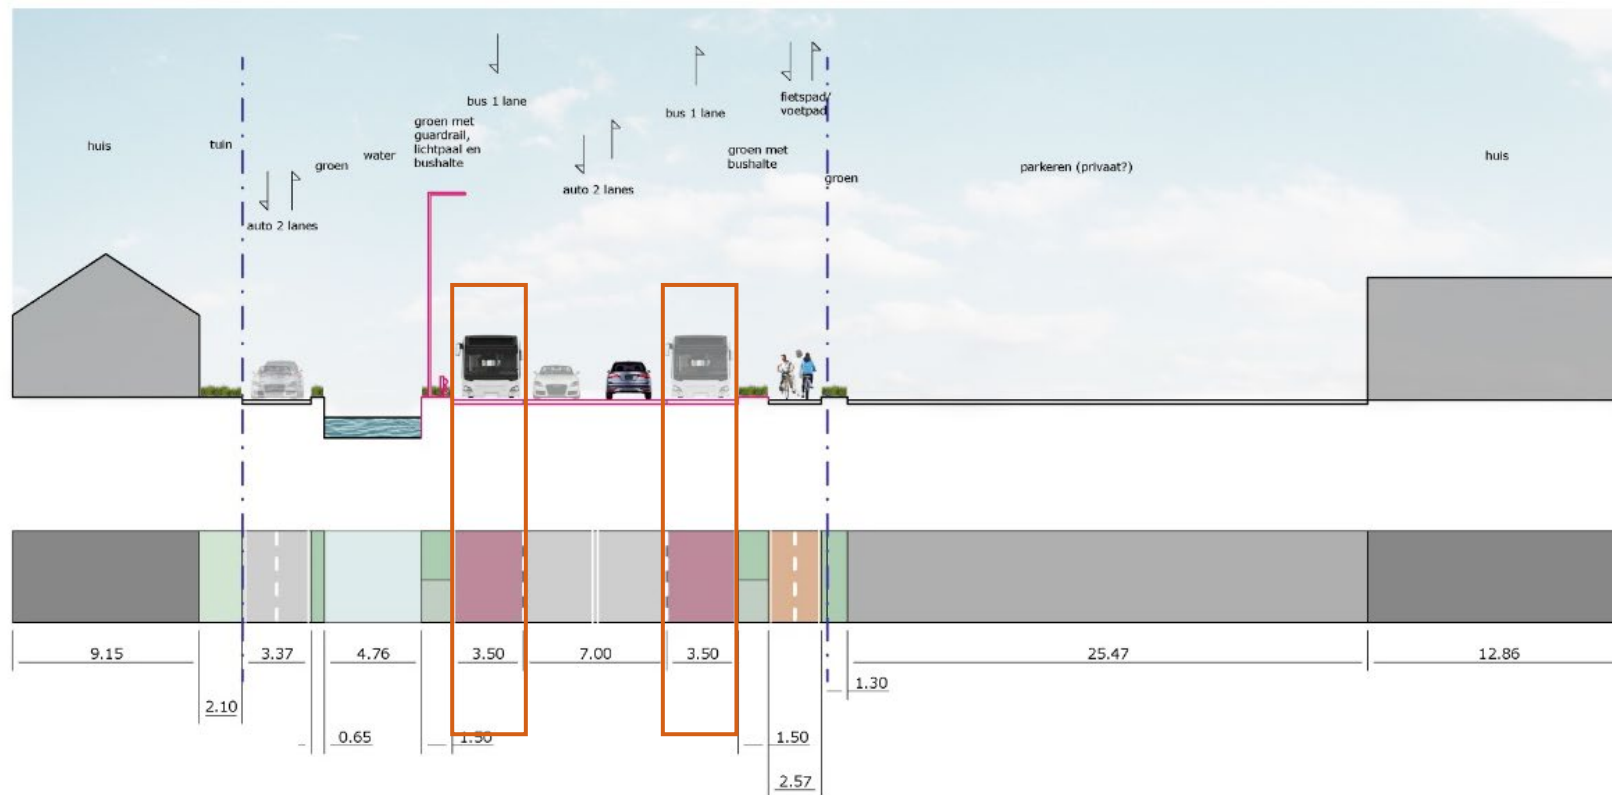 bus 1 lane
bus 1 lane
fietspad/
voetpad
groen met
guardrail,
lichtpaal en
bushalte
huis
tuin
groen
water
auto 2 lanes
groen met
bushalte
groen
parkeren (privaat?)
huis
auto 2 lanes
9.15
3.37
4.76
3.50
7.00
3.50
25.47
12.86
2.10
1.30
0.65
1.50
1.50
2.57